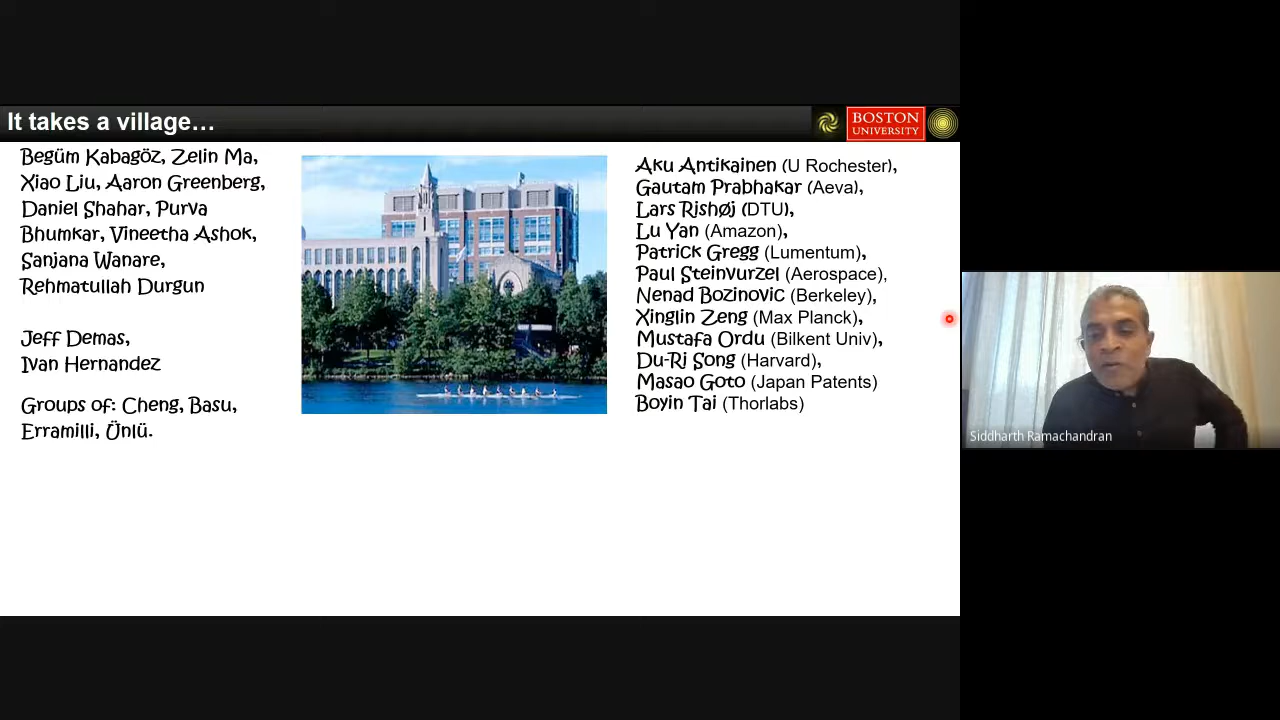 It takes a village…
BOSTON
UNIVERSITY
Begüm Kabagöz, Zelin Ma,
Xiao Liu, Aaron Greenberg,
Daniel Shahar, Purva
Bhumkar, Vineetha Ashok,
Sanjana Wanare,
Rehmatullah Durgun
Jeff Demas,
Ivan Hernandez
Groups of: Cheng, Basu,
Erramilli, Ünlü.
Aku Antikainen (U Rochester),
Gautam Prabhakar (Aeva),
Lars Rishøj (DTU),
Lu Yan (Amazon),
Patrick Gregg (Lumentum),
Paul Steinvurzel (Aerospace),
Nenad Bozinovic (Berkeley),
Xinglin Zeng (Max Planck),
Mustafa Ordu (Bilkent Univ),
Du-Ri Song (Harvard),
Masao Goto (Japan Patents)
Boyin Tai (Thorlabs)
Siddharth Ramachandran